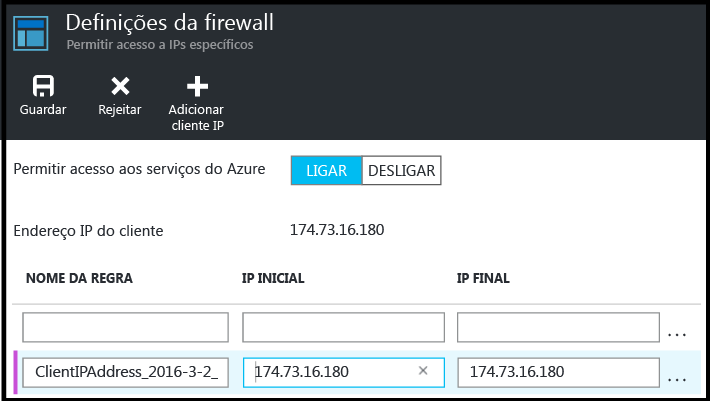 Definições da firewall
Permitir acesso a IPs específicos
Guardar Rejeitar Adicionar cliente IP
Permitir acesso aos serviços do Azure LIGAR DESLIGAR
Endereço IP do cliente 174.73.16.180
NOME DA REGRA IP INICIAL IP FINAL
...
ClientIPAddress_2016-3-2_ 174.73.16.180 × 174.73.16.180 ...